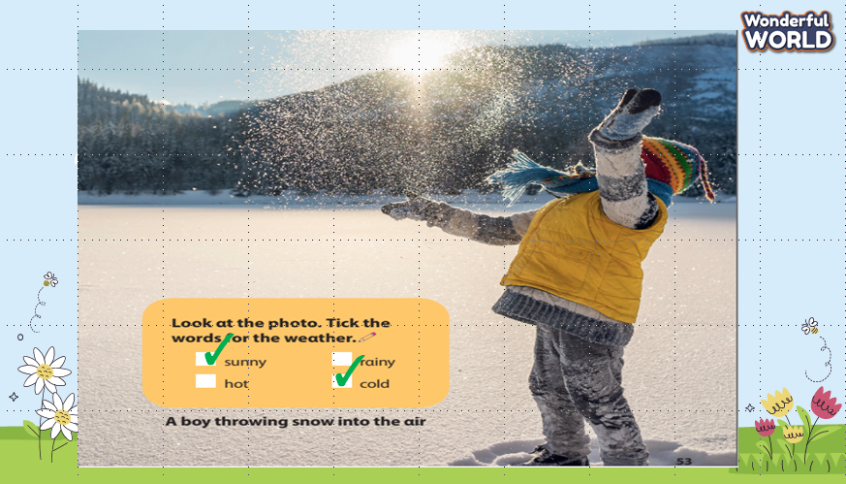 Wonderful
WORLD
Look at the photo. Tick the
words for the weather.
sunny
rainy
hot
cold
A boy throwing snow into the air
53